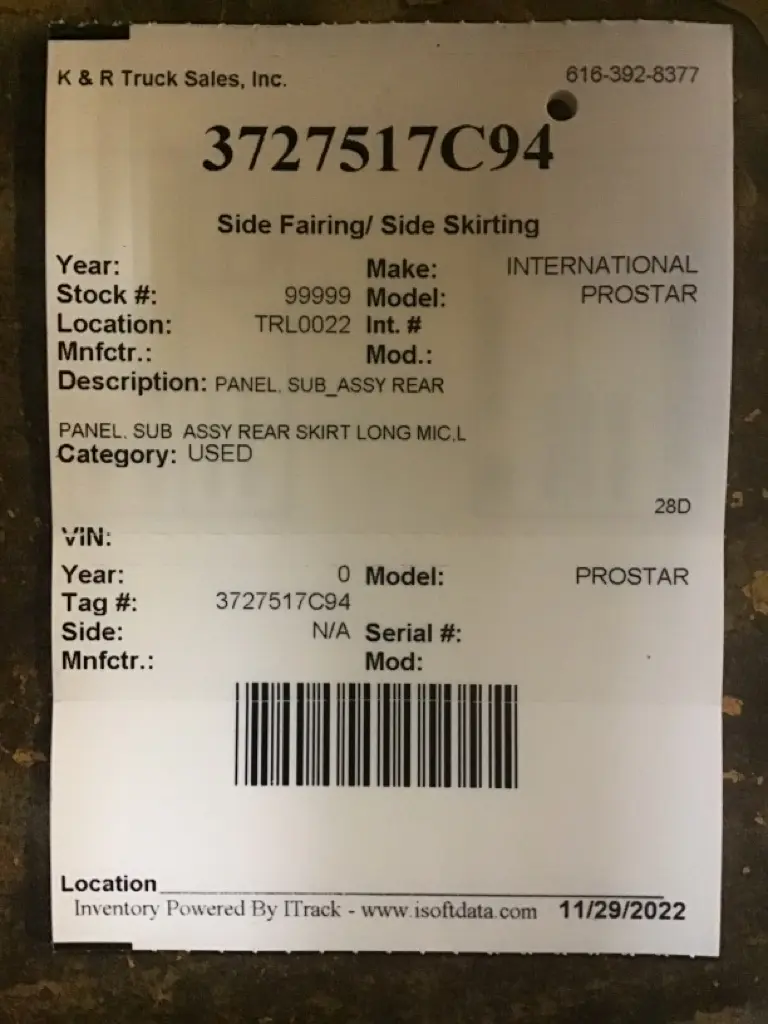 K & R Truck Sales, Inc. 616-392-8377
3727517C94
Side Fairing/ Side Skirting
Year: Make: INTERNATIONAL
Stock #: 99999 Model: PROSTAR
Location: TRL0022 Int. #
Mnfctr.: Mod.:
Description: PANEL. SUB_ASSY REAR
PANEL. SUB ASSY REAR SKIRT LONG MIC.L
Category: USED
28D
VIN:
Year: 0 Model: PROSTAR
Tag #: 3727517C94
Side: N/A Serial #:
Mnfctr.: Mod:
Location
Inventory Powered By ITrack - www.isoftdata.com 11/29/2022